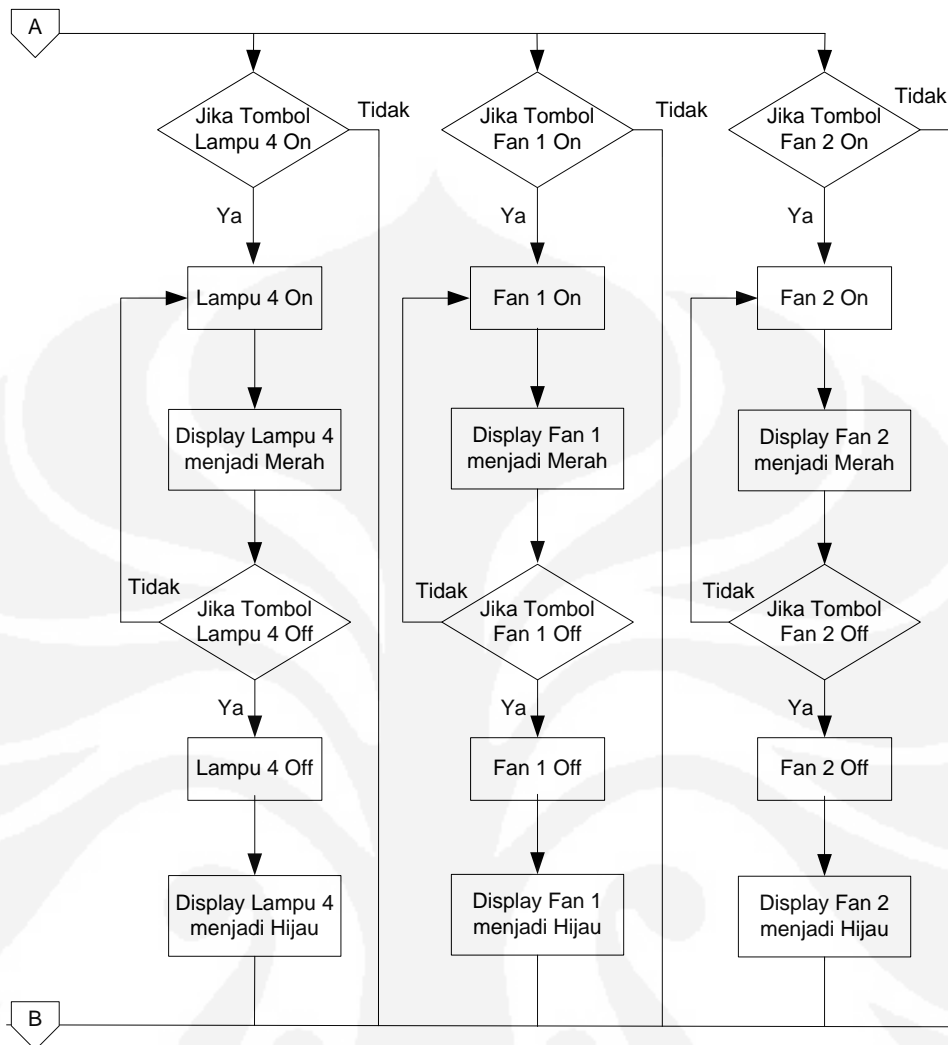 A
Jika Tombol
Lampu 4 On
Tidak
Jika Tombol
Fan 1 On
Tidak
Jika Tombol
Fan 2 On
Tidak
Ya
Ya
Ya
Lampu 4 On
Fan 1 On
Fan 2 On
Display Lampu 4
menjadi Merah
Display Fan 1
menjadi Merah
Display Fan 2
menjadi Merah
Tidak
Jika Tombol
Lampu 4 Off
Tidak
Jika Tombol
Fan 1 Off
Tidak
Jika Tombol
Fan 2 Off
Ya
Ya
Ya
Lampu 4 Off
Fan 1 Off
Fan 2 Off
Display Lampu 4
menjadi Hijau
Display Fan 1
menjadi Hijau
Display Fan 2
menjadi Hijau
B